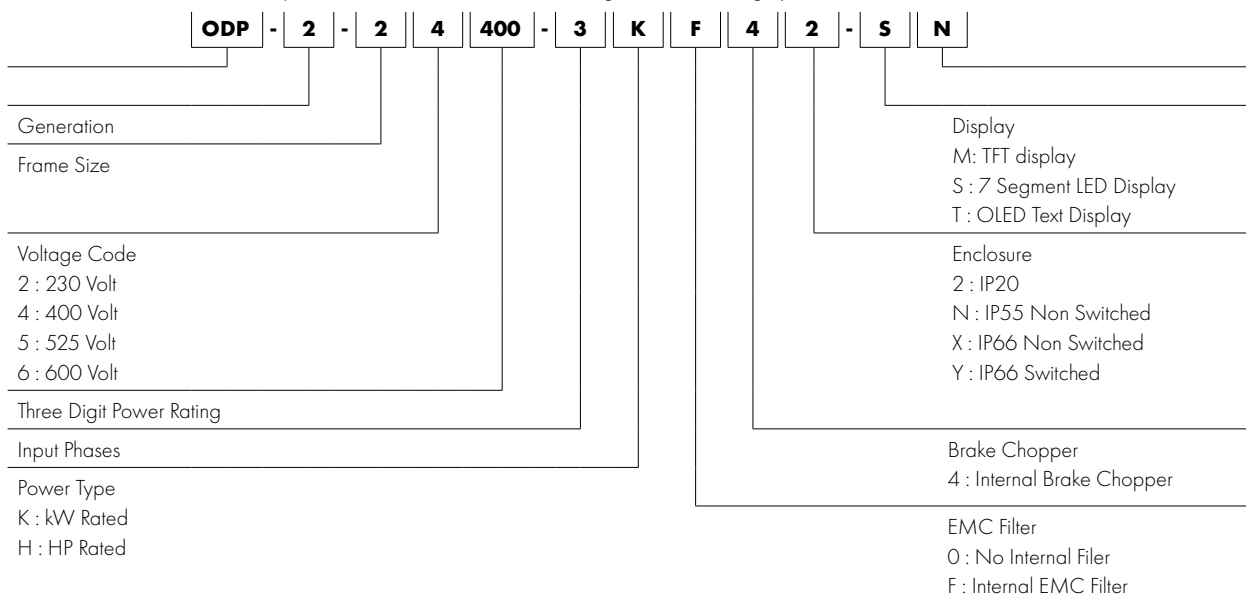 ODP - 2 - 2 4 400 - 3 K F 4 2 - S N
Generation
Frame Size
Voltage Code
2 : 230 Volt
4 : 400 Volt
5 : 525 Volt
6 : 600 Volt
Three Digit Power Rating
Input Phases
Power Type
K : kW Rated
H : HP Rated
Display
M: TFT display
S : 7 Segment LED Display
T : OLED Text Display
Enclosure
2 : IP20
N : IP55 Non Switched
X : IP66 Non Switched
Y : IP66 Switched
Brake Chopper
4 : Internal Brake Chopper
EMC Filter
0 : No Internal Filer
F : Internal EMC Filter